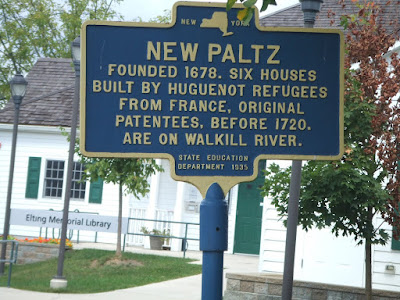 NEW YORK
NEW PALTZ
FOUNDED 1678. SIX HOUSES
BUILT BY HUGUENOT REFUGEES
FROM FRANCE, ORIGINAL
PATENTEES, BEFORE 1720.
ARE ON WALKILL RIVER.
STATE EDUCATION
DEPARTMENT 1935
Elting Memorial Library